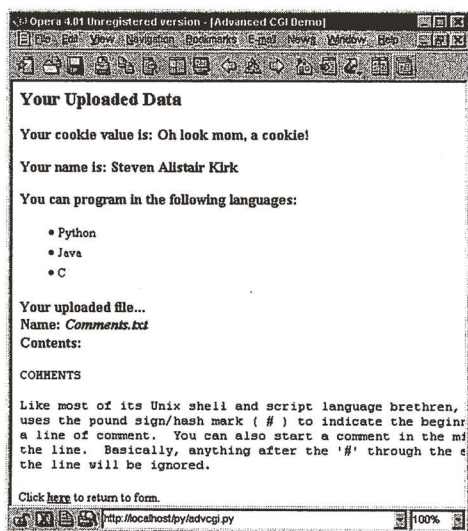 Opera 4.01 Unregistered version - [Advanced CGI Demo]
File Edit View Navigation Bookmarks E-mail News Window Help
Your Uploaded Data
Your cookie value is: Oh look mom, a cookie!
Your name is: Steven Alistair Kirk
You can program in the following languages:
• Python
• Java
• C
Your uploaded file...
Name: Comments.txt
Contents:
COMMENTS
Like most of its Unix shell and script language brethren,
uses the pound sign/hash mark ( # ) to indicate the beginn
a line of comment. You can also start a comment in the mi
the line. Basically, anything after the '#' through the e
the line will be ignored.
Click here to return to form.
http://localhost/py/advcgi.py
100%